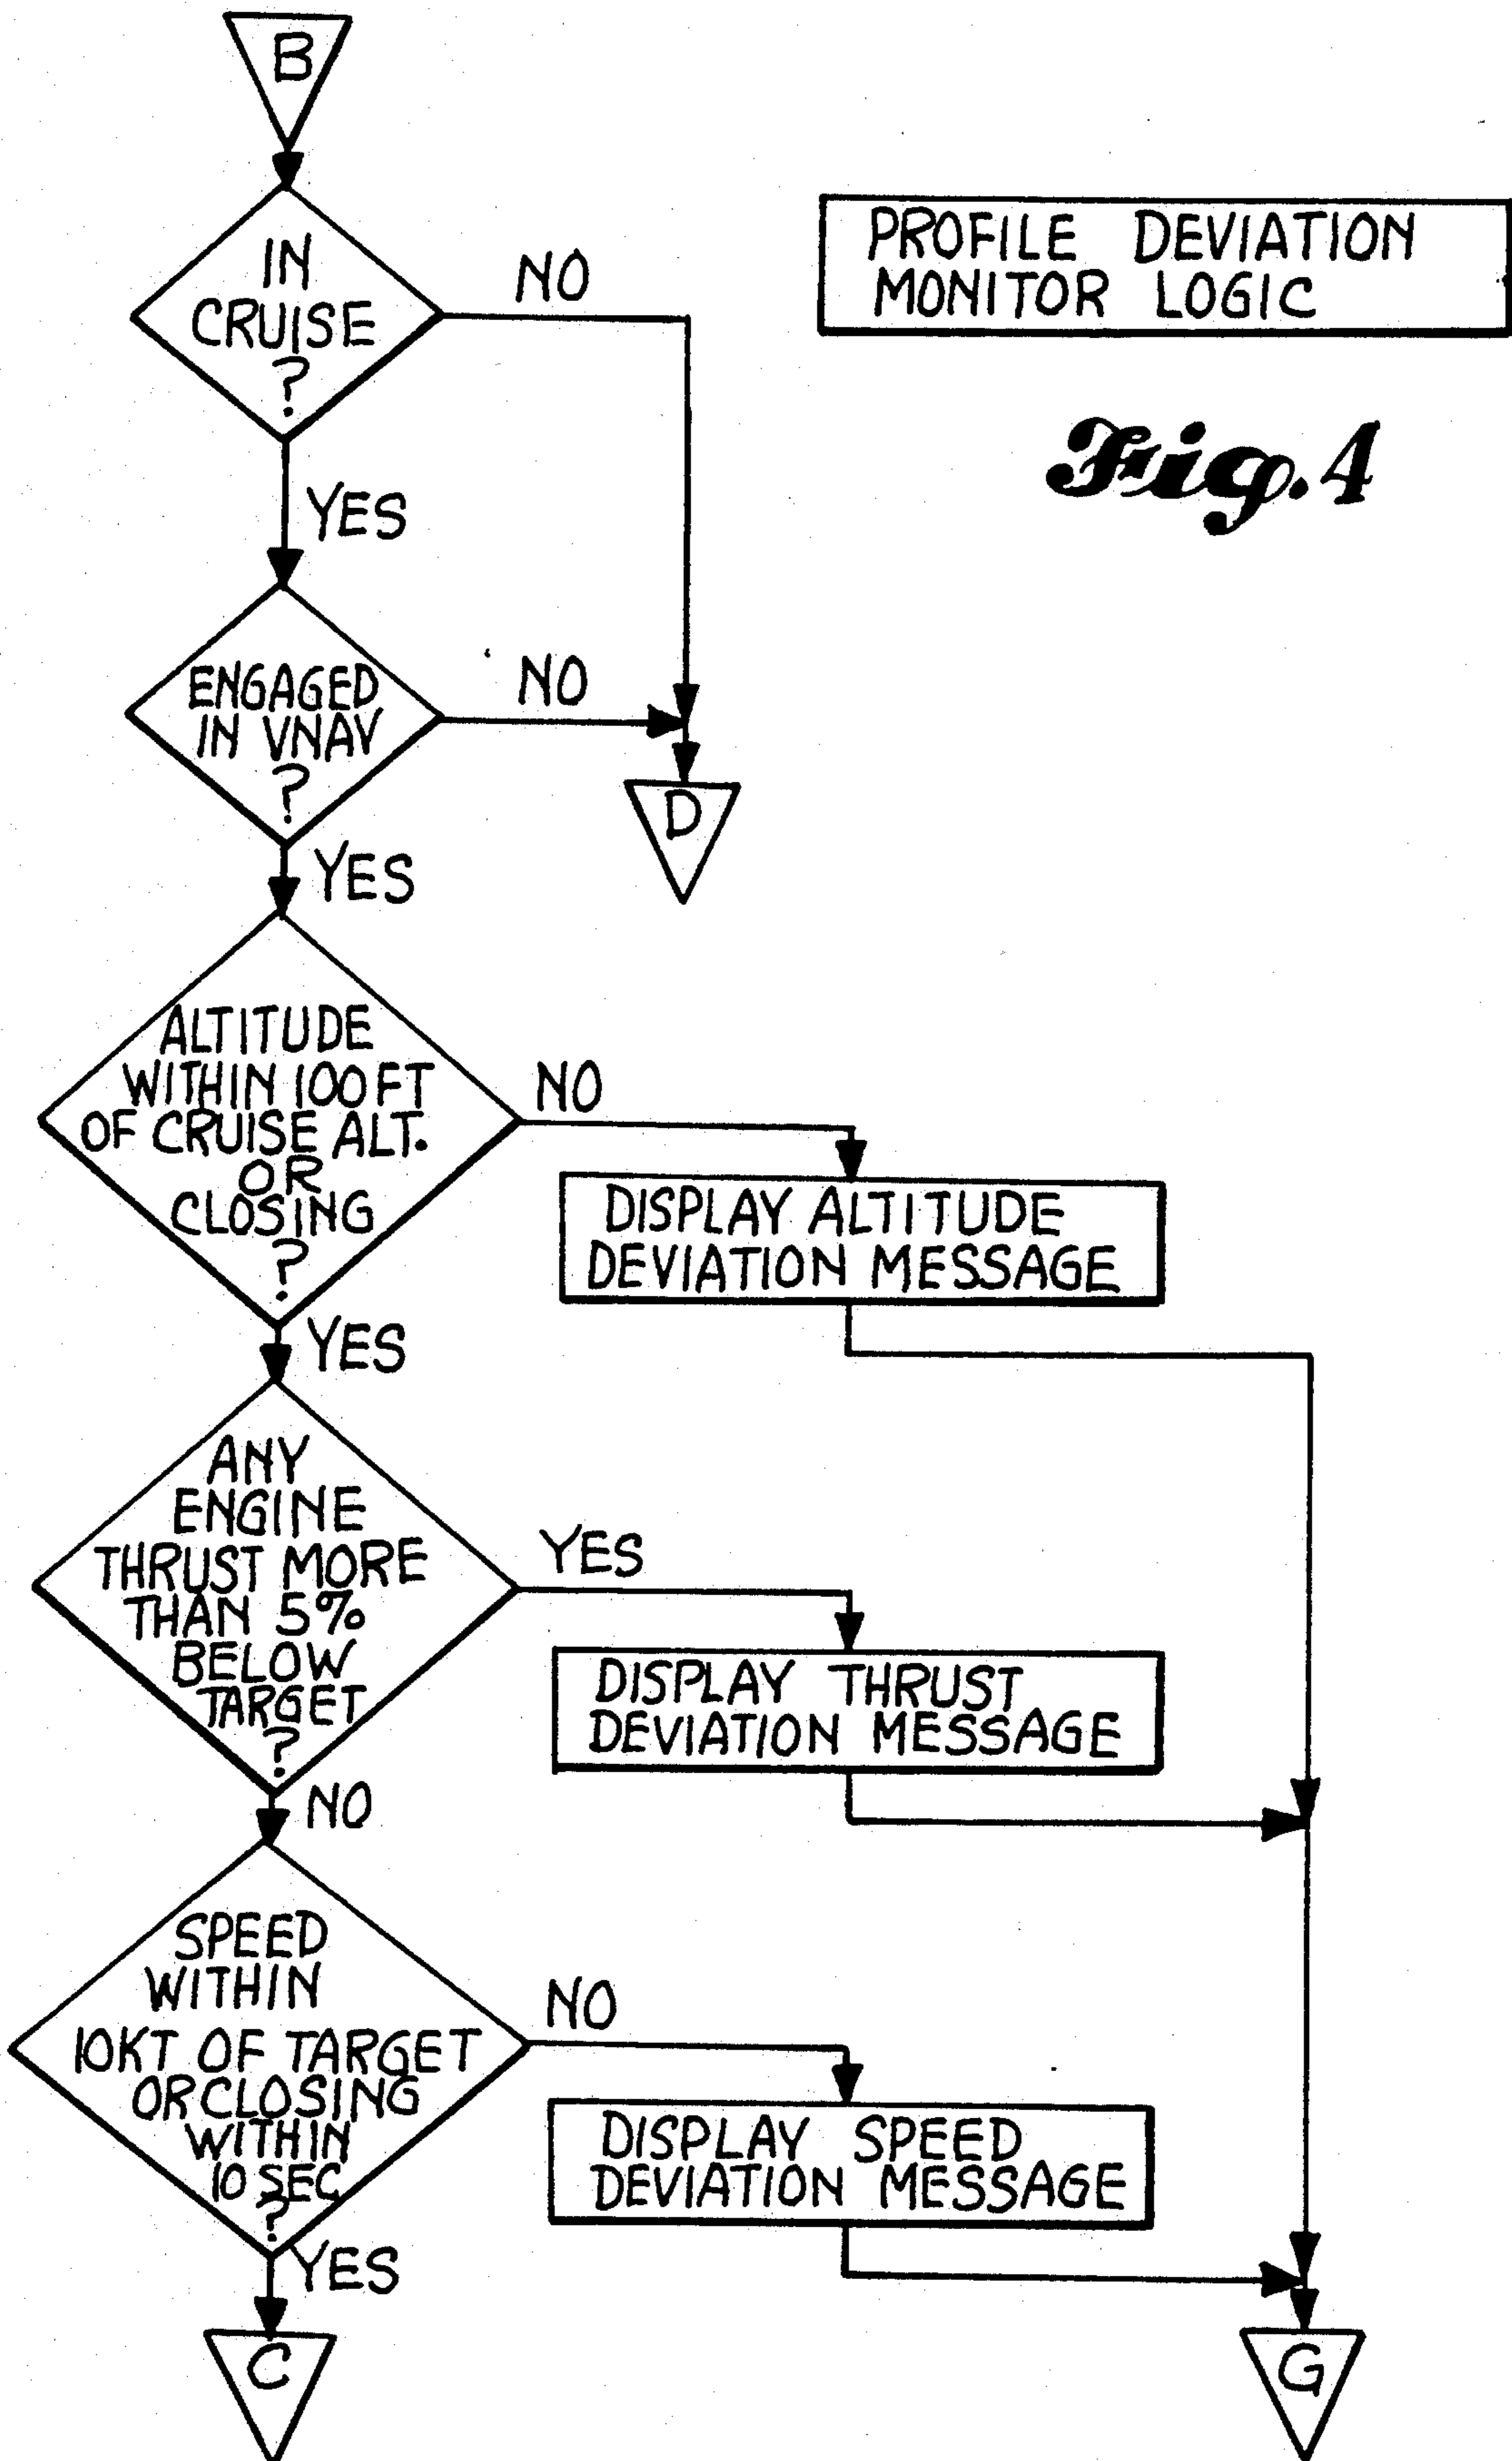 B
IN
CRUISE
?
NO
PROFILE DEVIATION
MONITOR LOGIC
Fig. 4
YES
ENGAGED
IN VNAV
?
NO
D
YES
ALTITUDE
WITHIN 100 FT
OF CRUISE ALT.
OR
CLOSING
?
NO
DISPLAY ALTITUDE
DEVIATION MESSAGE
YES
ANY
ENGINE
THRUST MORE
THAN 5%
BELOW
TARGET
?
YES
DISPLAY THRUST
DEVIATION MESSAGE
NO
SPEED
WITHIN
10KT OF TARGET
OR CLOSING
WITHIN
10 SEC
?
NO
DISPLAY SPEED
DEVIATION MESSAGE
YES
C
G